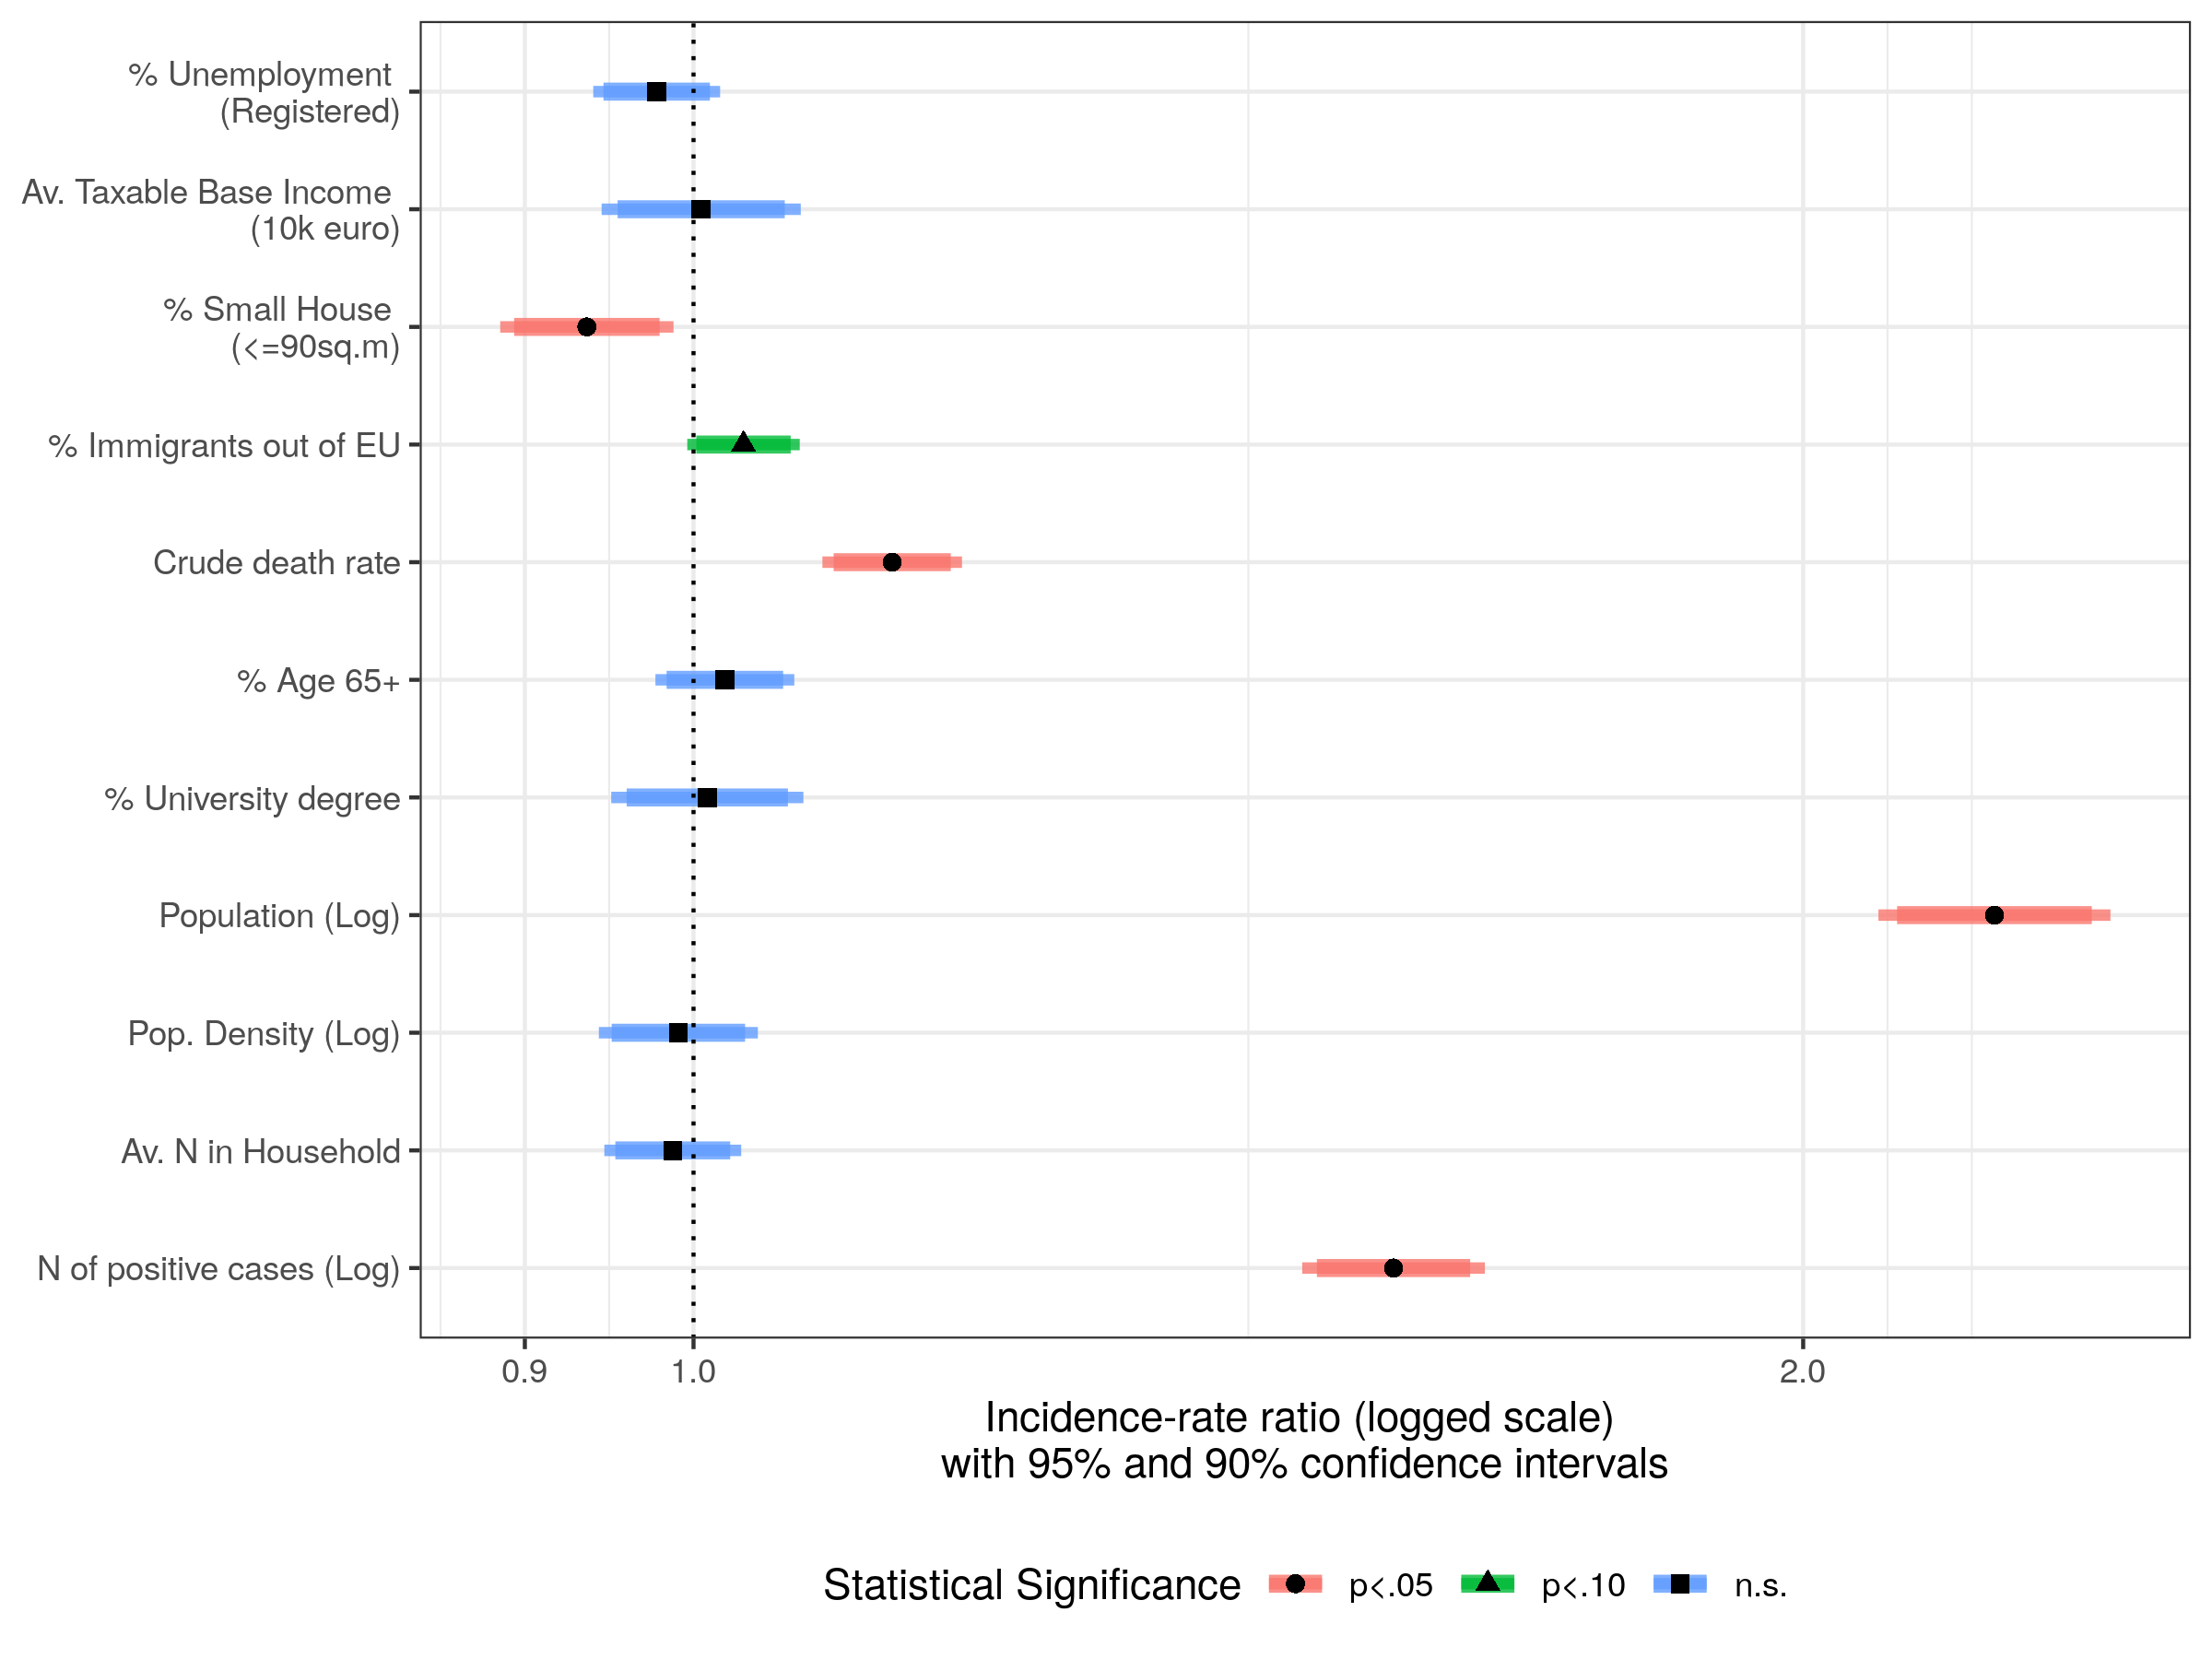 % Unemployment
(Registered)
Av. Taxable Base Income
(10k euro)
% Small House
(<=90sq.m)
% Immigrants out of EU
Crude death rate
% Age 65+
% University degree
Population (Log)
Pop. Density (Log)
Av. N in Household
N of positive cases (Log)
0.9 1.0 2.0
Incidence-rate ratio (logged scale)
with 95% and 90% confidence intervals
Statistical Significance p<.05 p<.10 n.s.